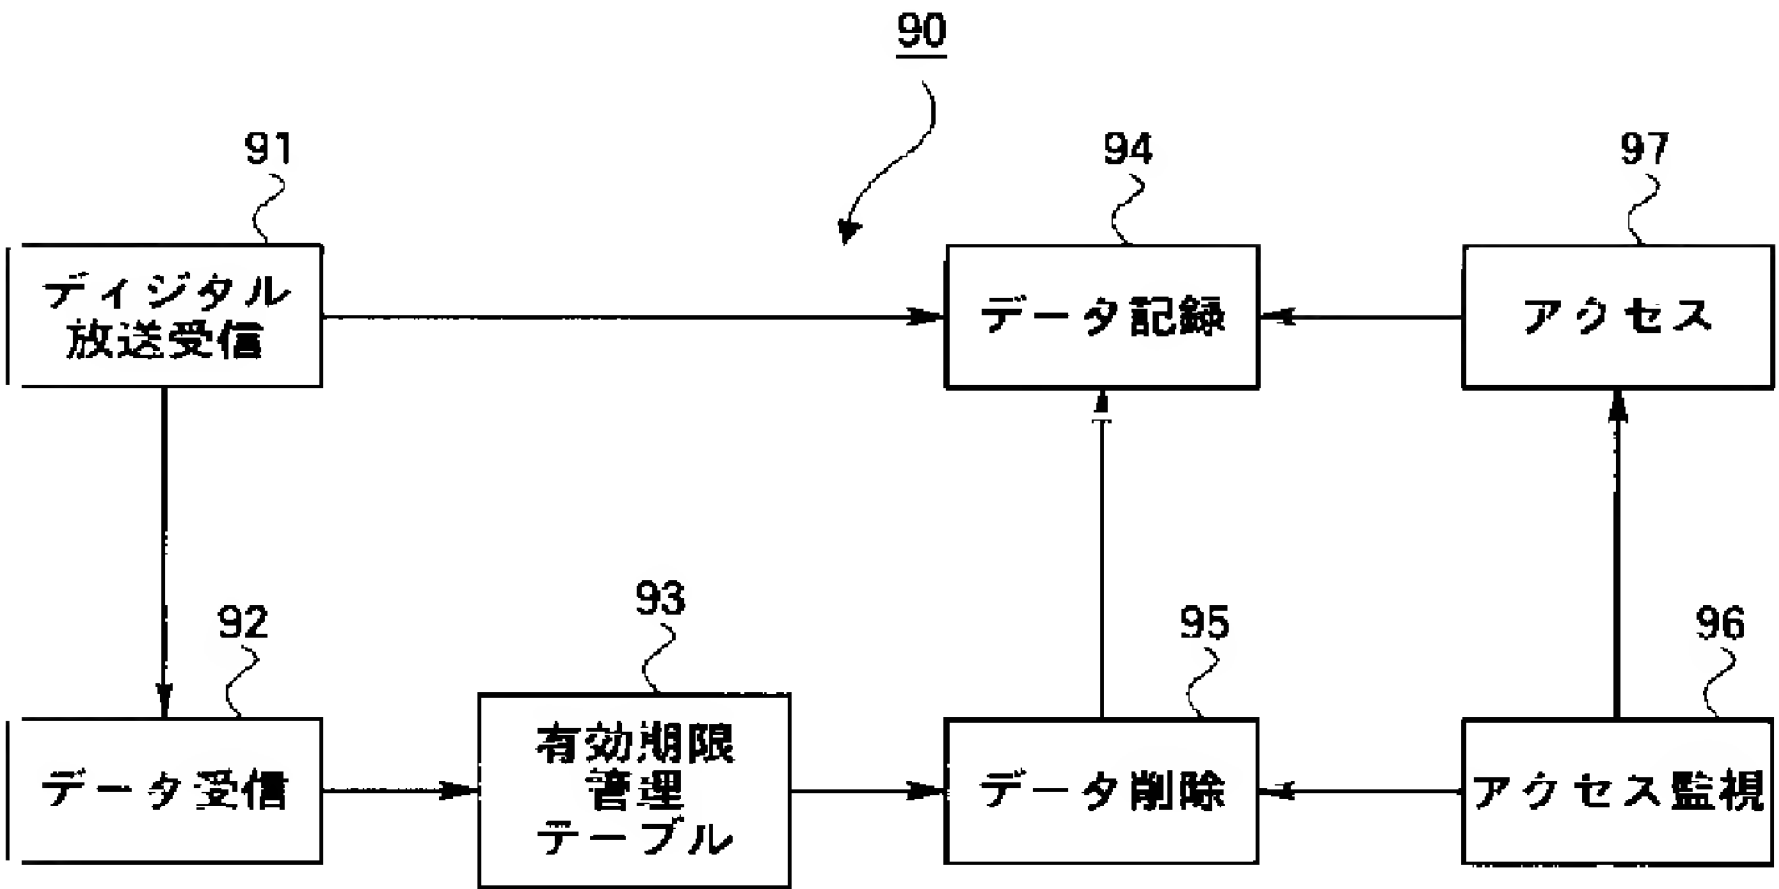 90
91
94
97
ディジタル
放送受信
データ記録
アクセス
92
93
95
96
データ受信
有効期限
管理
テーブル
データ削除
アクセス監視